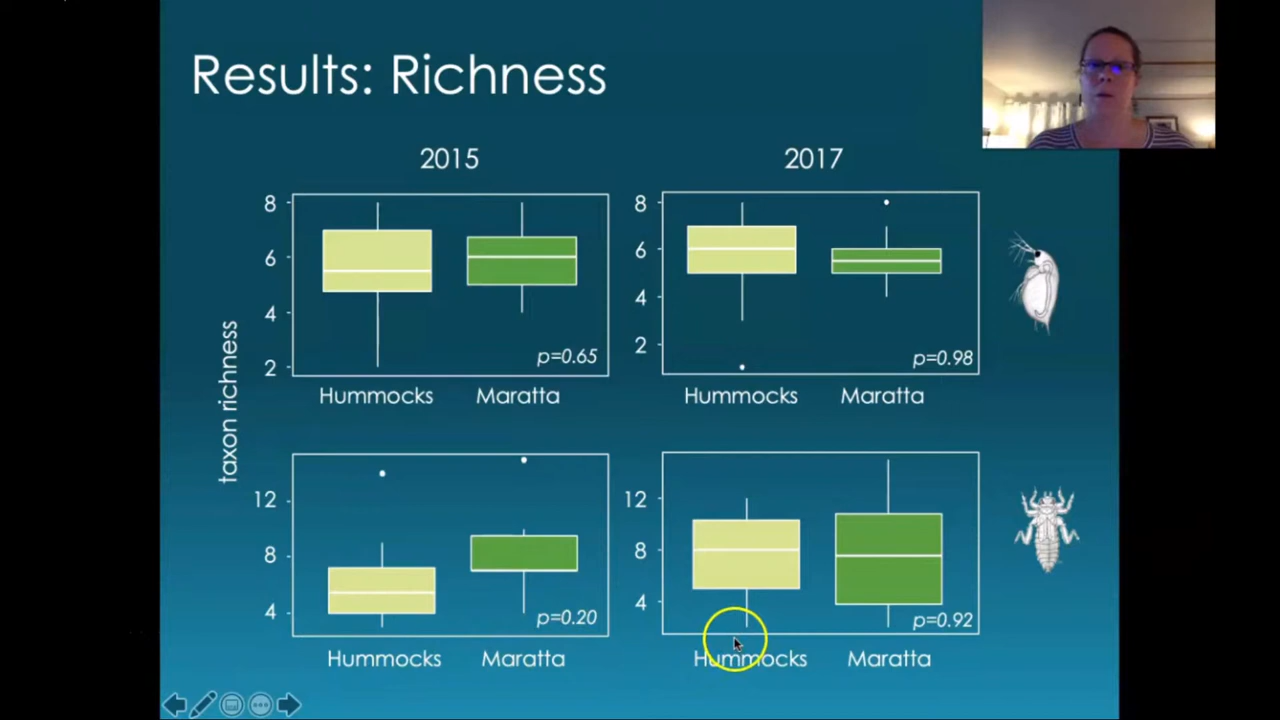 Results: Richness
2015
2017
taxon richness
8
6
4
2
p=0.65
Hummocks Maratta
8
6
4
2
p=0.98
Hummocks Maratta
12
8
4
p=0.20
Hummocks Maratta
12
8
4
p=0.92
Hummocks Maratta